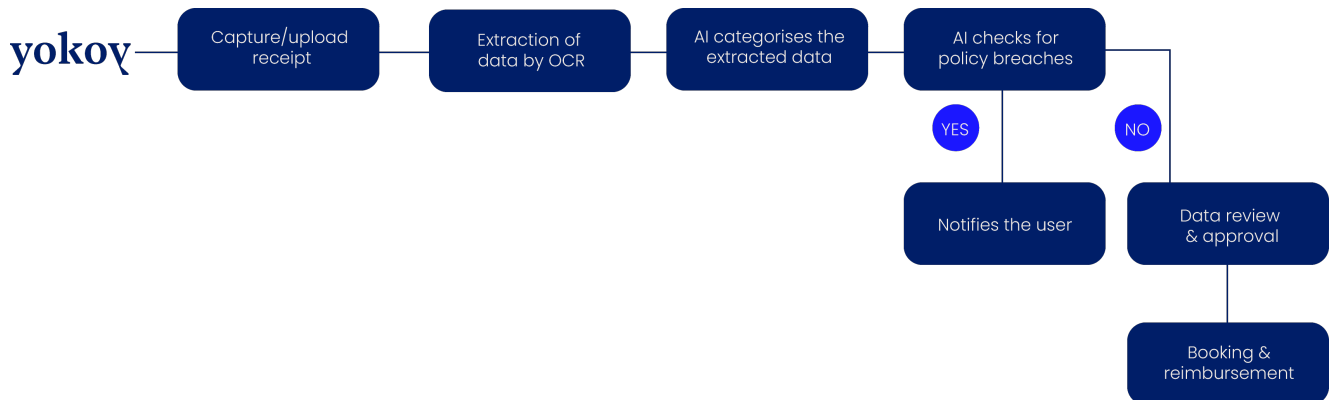 yokoy
Capture/upload
receipt
Extraction of
data by OCR
AI categorises the
extracted data
AI checks for
policy breaches
YES
NO
Notifies the user
Data review
& approval
Booking &
reimbursement